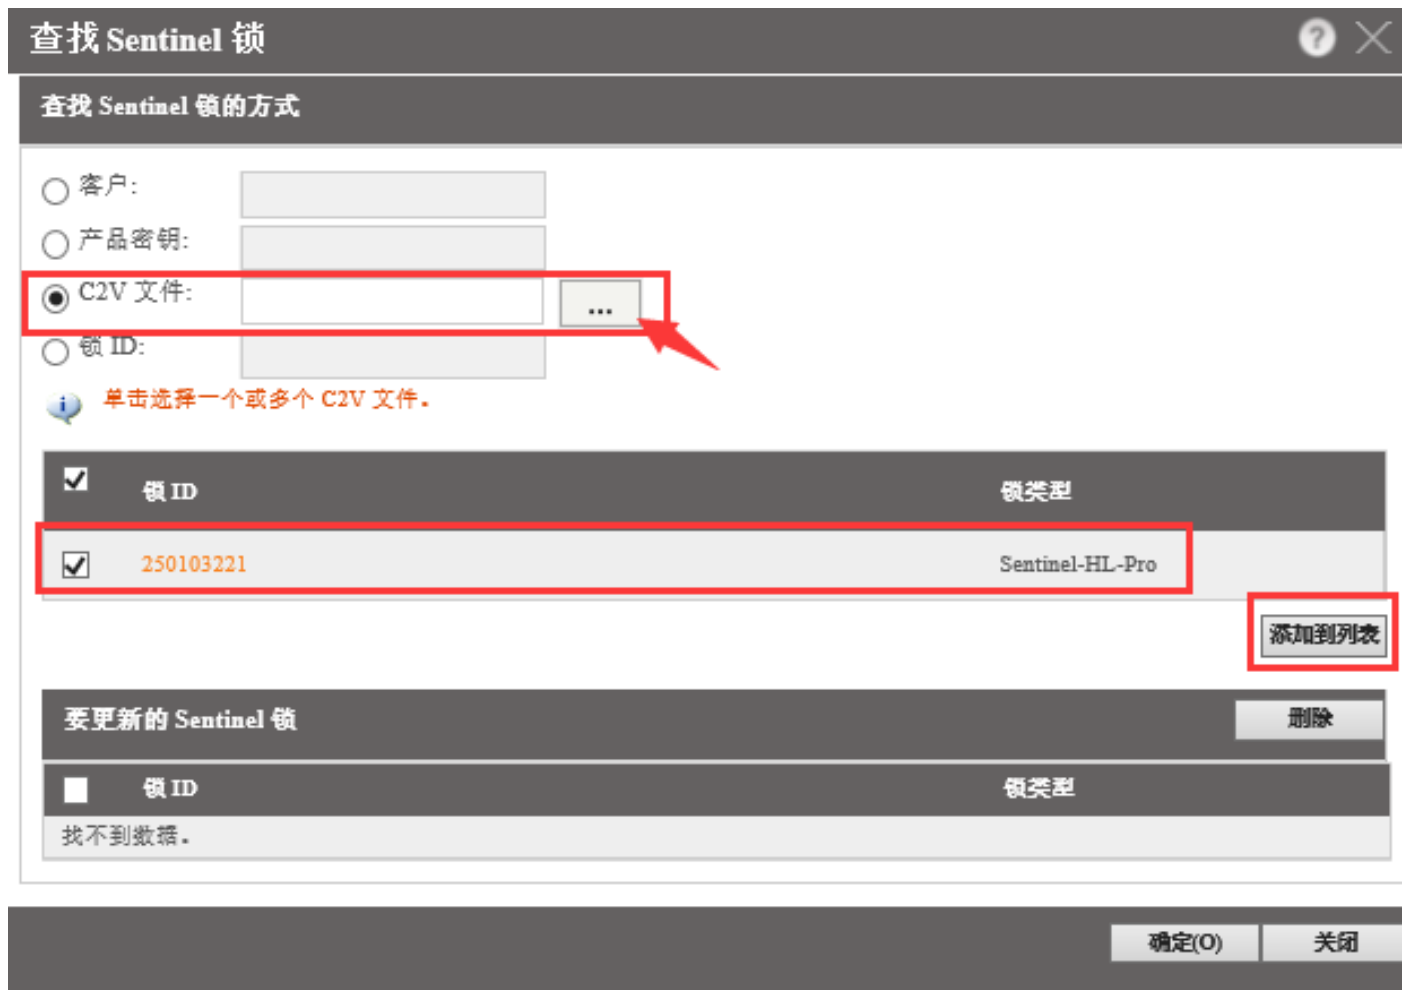 查找 Sentinel 锁
?
查找 Sentinel 锁的方式
客户:
产品密钥:
C2V 文件:
...
锁 ID:
单击选择一个或多个 C2V 文件。
锁 ID 锁类型
250103221 Sentinel-HL-Pro
添加到列表
要更新的 Sentinel 锁 删除
锁 ID 锁类型
找不到数据。
确定(O) 关闭